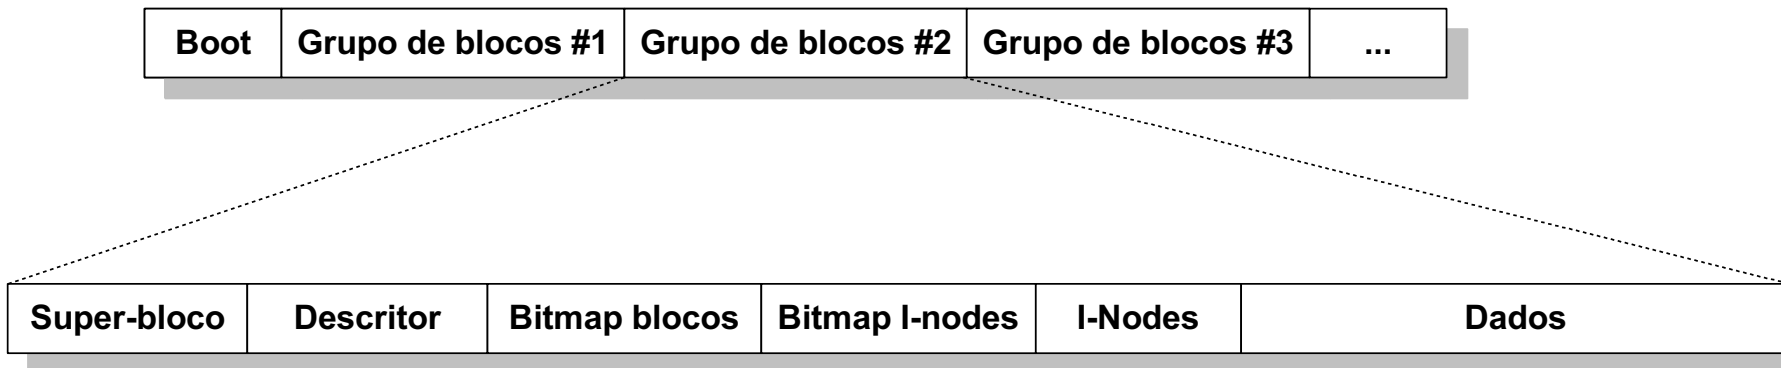 Boot Grupo de blocos #1 Grupo de blocos #2 Grupo de blocos #3 ...
Super-bloco Descritor Bitmap blocos Bitmap I-nodes I-Nodes Dados